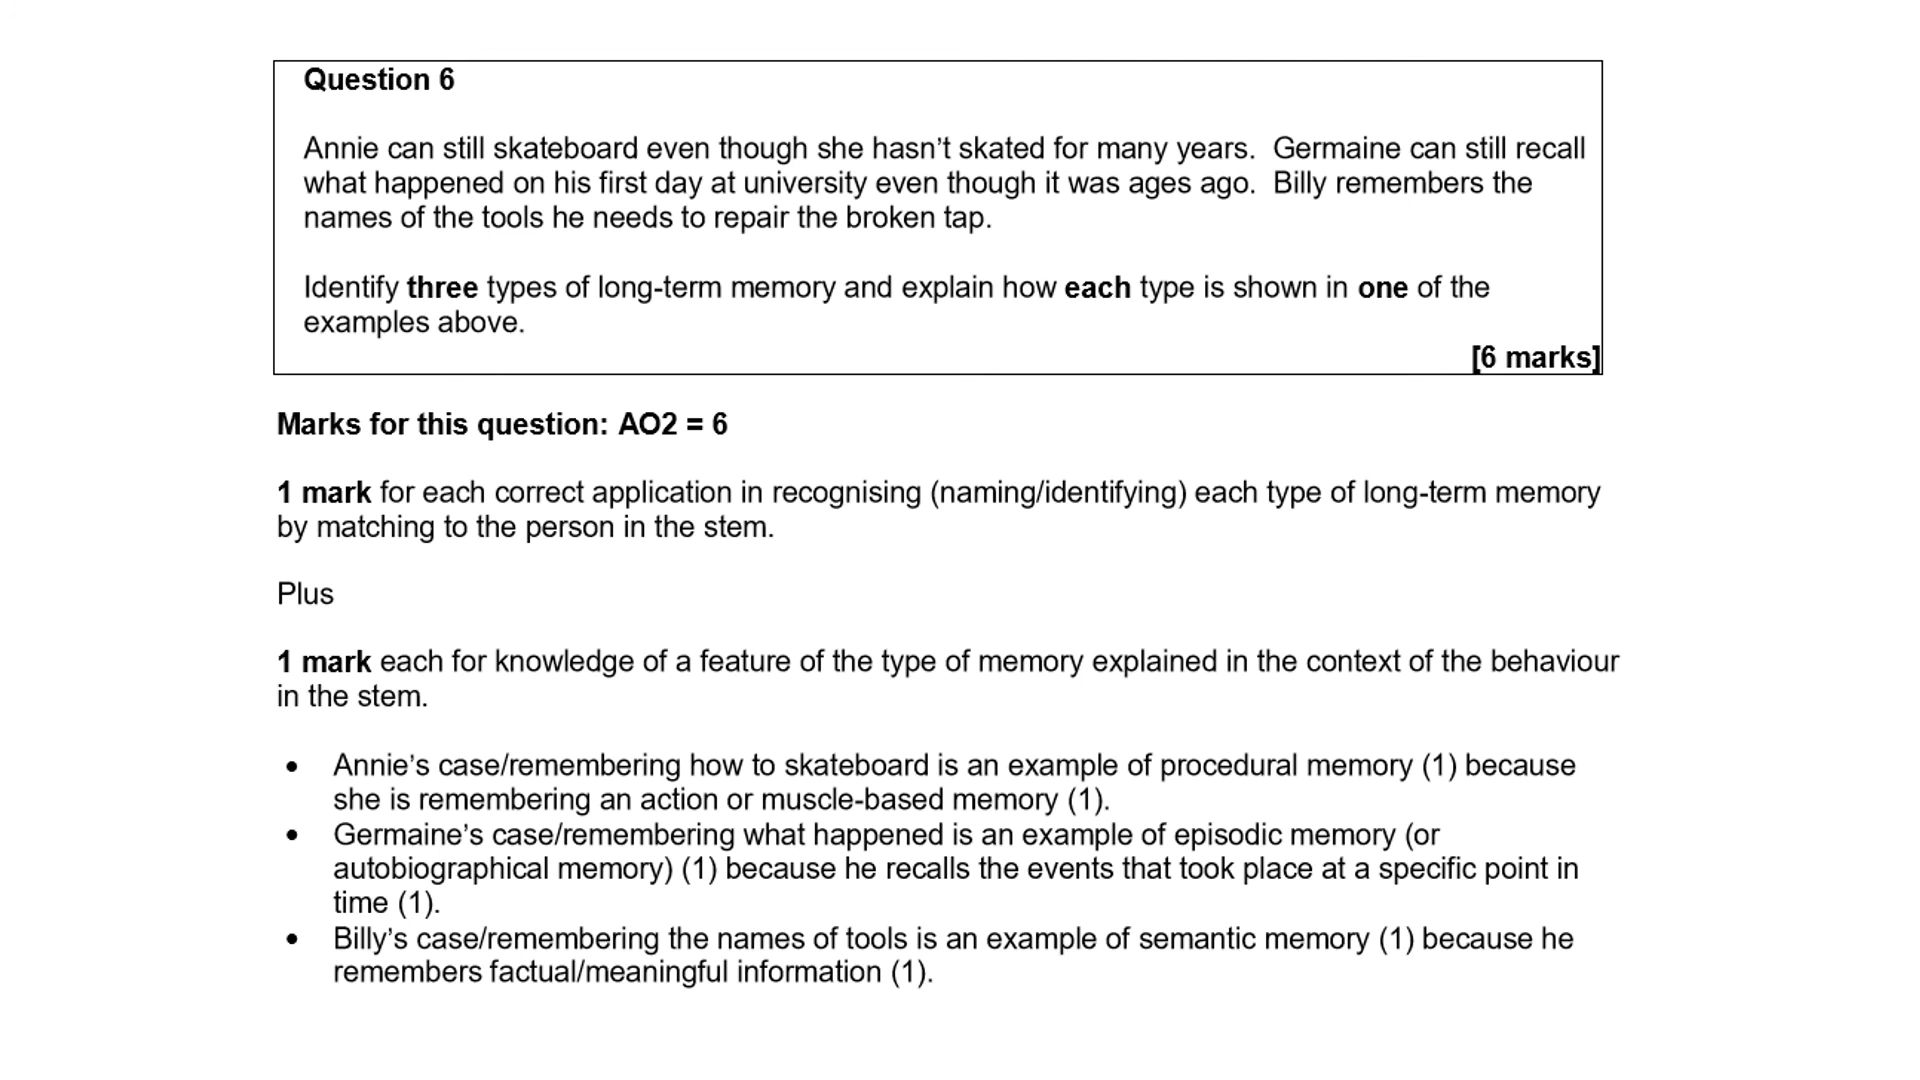 Question 6
Annie can still skateboard even though she hasn’t skated for many years.  Germaine can still recall
what happened on his first day at university even though it was ages ago.  Billy remembers the
names of the tools he needs to repair the broken tap.
Identify three types of long-term memory and explain how each type is shown in one of the
examples above.
[6 marks]
Marks for this question: AO2 = 6
1 mark for each correct application in recognising (naming/identifying) each type of long-term memory
by matching to the person in the stem.
Plus
1 mark each for knowledge of a feature of the type of memory explained in the context of the behaviour
in the stem.
• Annie’s case/remembering how to skateboard is an example of procedural memory (1) because
she is remembering an action or muscle-based memory (1).
• Germaine’s case/remembering what happened is an example of episodic memory (or
autobiographical memory) (1) because he recalls the events that took place at a specific point in
time (1).
• Billy’s case/remembering the names of tools is an example of semantic memory (1) because he
remembers factual/meaningful information (1).